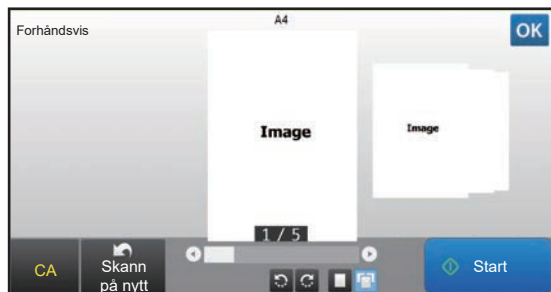 A4
Forhåndsvis
OK
Image
Image
1 / 5
CA
Skann
på nytt
Start